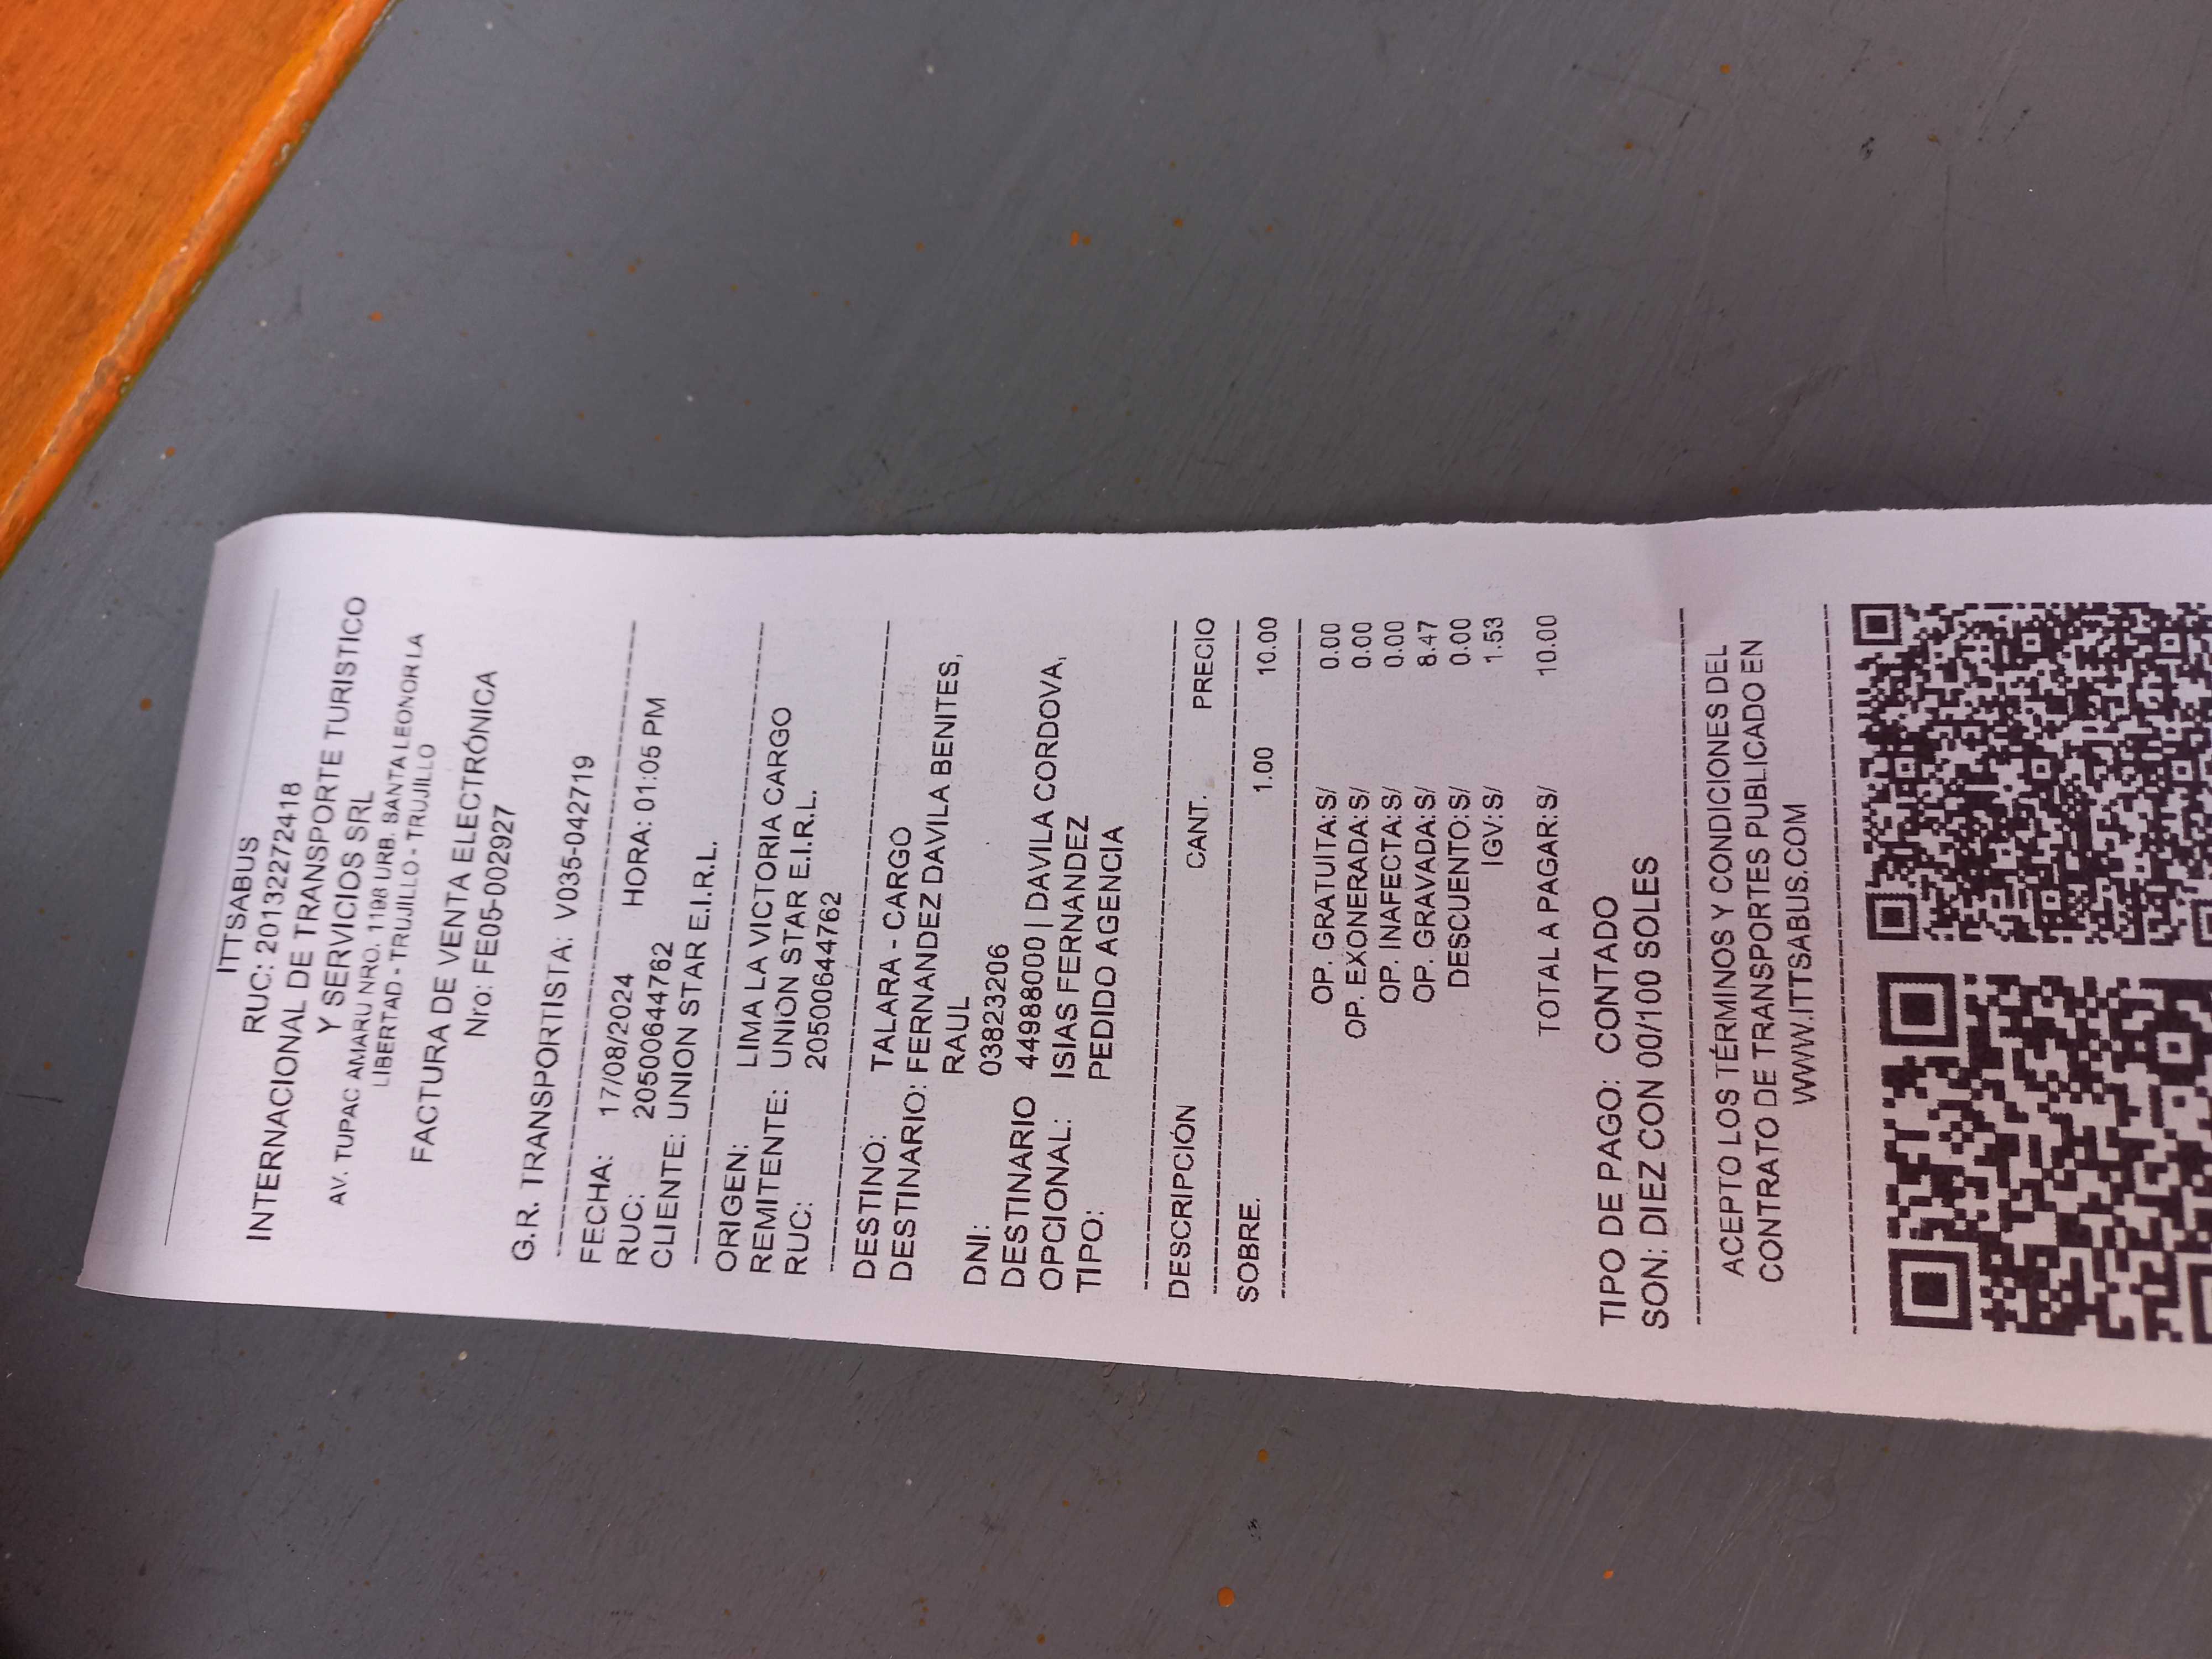 ITTSABUS
RUC: 20132272418
INTERNACIONAL DE TRANSPORTE TURISTICO
Y SERVICIOS SRL
AV. TUPAC AMARU NRO. 1198 URB. SANTA LEONOR LA
LIBERTAD - TRUJILLO - TRUJILLO
FACTURA DE VENTA ELECTRÓNICA
Nro: FE05-002927
G.R. TRANSPORTISTA: V035-042719
FECHA: 17/08/2024 HORA: 01:05 PM
RUC: 20500644762
CLIENTE: UNION STAR E.I.R.L.
ORIGEN: LIMA LA VICTORIA CARGO
REMITENTE: UNION STAR E.I.R.L.
RUC: 20500644762
DESTINO: TALARA - CARGO
DESTINARIO: FERNANDEZ DAVILA BENITES,
RAUL
DNI: 03823206
DESTINARIO 44988000 | DAVILA CORDOVA,
OPCIONAL: ISIAS FERNANDEZ
TIPO: PEDIDO AGENCIA
DESCRIPCIÓN CANT. PRECIO
SOBRE. 1.00 10.00
OP. GRATUITA:S/ 0.00
OP. EXONERADA:S/ 0.00
OP. INAFECTA:S/ 0.00
OP. GRAVADA:S/ 8.47
DESCUENTO:S/ 0.00
IGV:S/ 1.53
TOTAL A PAGAR:S/ 10.00
TIPO DE PAGO: CONTADO
SON: DIEZ CON 00/100 SOLES
ACEPTO LOS TÉRMINOS Y CONDICIONES DEL
CONTRATO DE TRANSPORTES PUBLICADO EN
WWW.ITTSABUS.COM